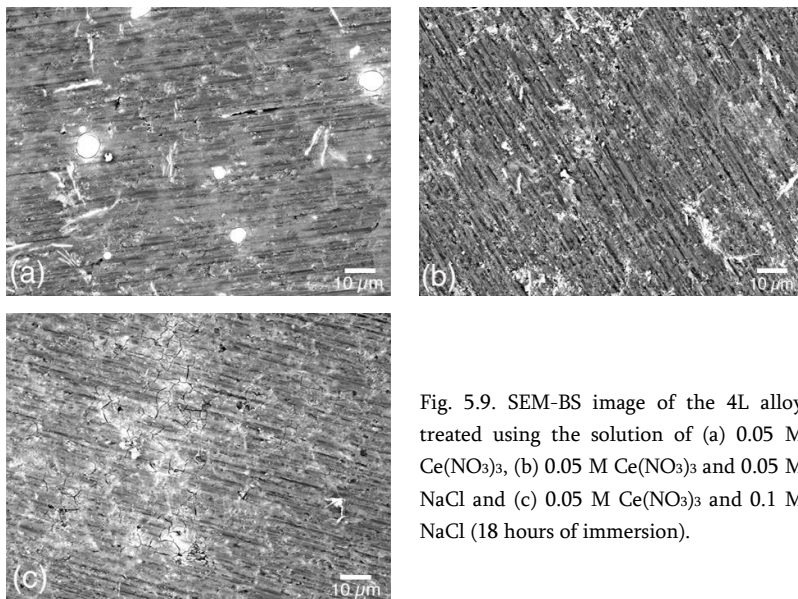 (a)
10 µm
(b)
10 µm
(c)
10 µm
Fig. 5.9. SEM-BS image of the 4L alloy
treated using the solution of (a) 0.05 M
Ce(NO₃)₃, (b) 0.05 M Ce(NO₃)₃ and 0.05 M
NaCl and (c) 0.05 M Ce(NO₃)₃ and 0.1 M
NaCl (18 hours of immersion).